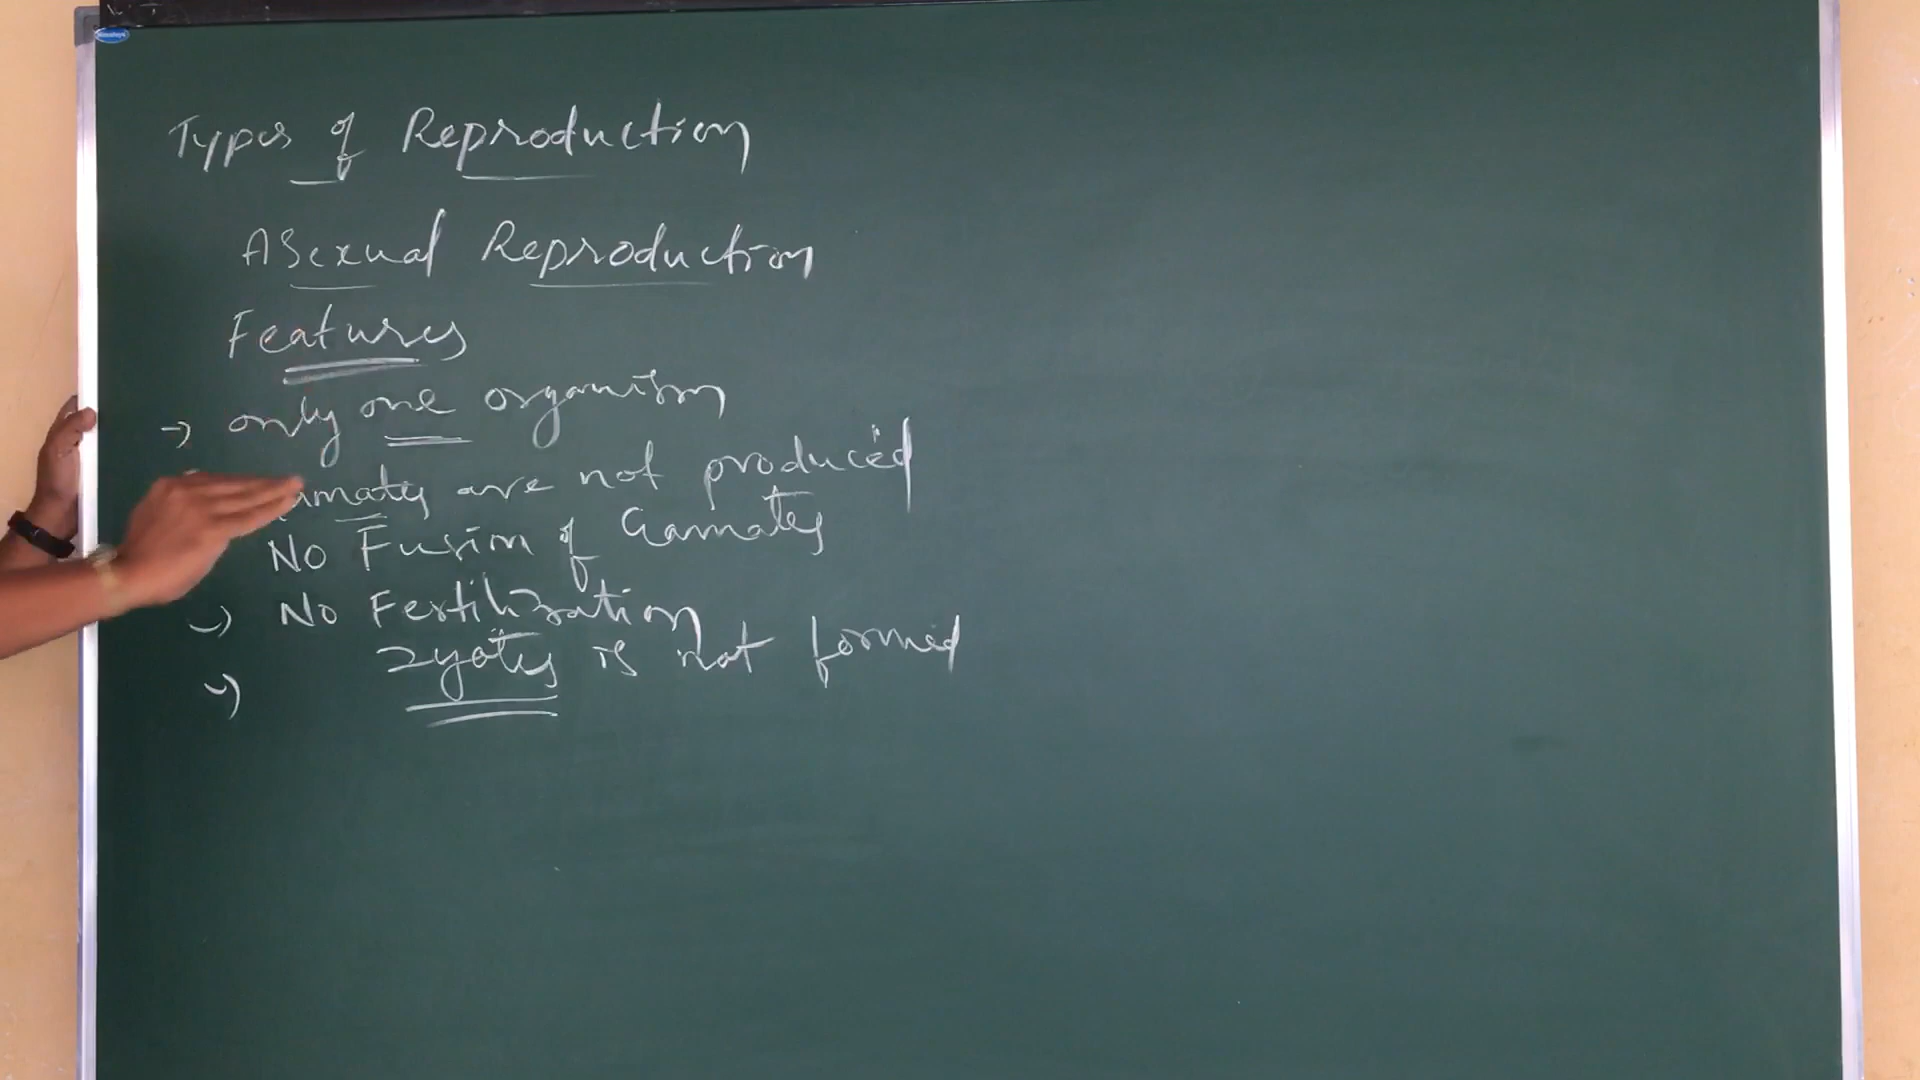 Types of Reproduction
ASexual Reproduction
Features
→ only one organism
amates are not produced
No Fusion of Gamates
→ No Fertilization
→ zyotes is not formed